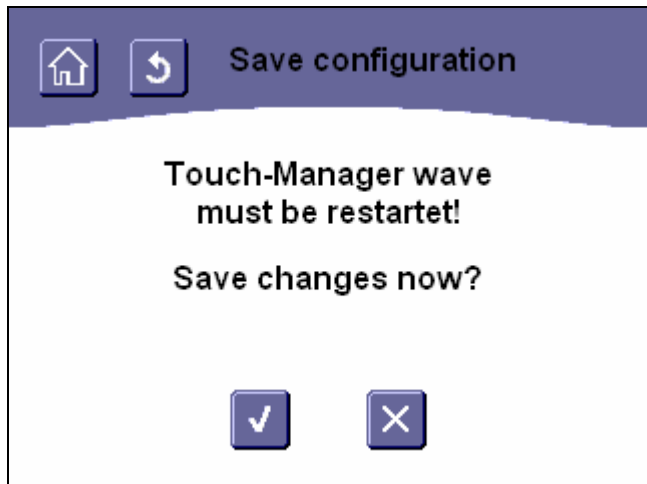 Save configuration
Touch-Manager wave
must be restartet!
Save changes now?